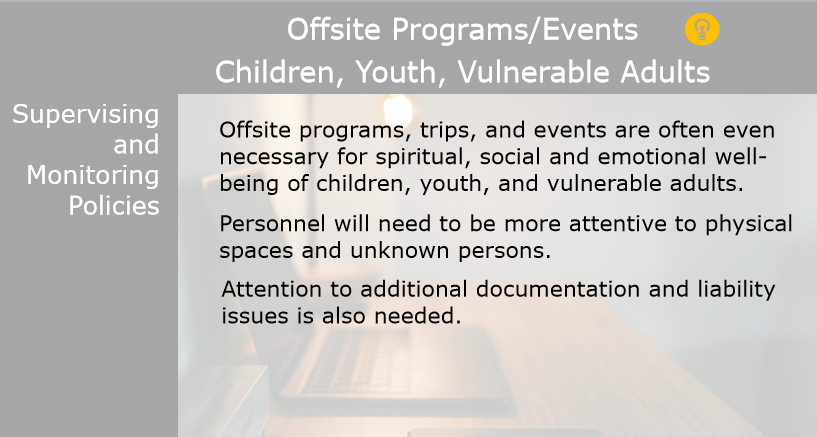 Offsite Programs/Events
Children, Youth, Vulnerable Adults
Supervising
and
Monitoring
Policies
Offsite programs, trips, and events are often even
necessary for spiritual, social and emotional well-
being of children, youth, and vulnerable adults.
Personnel will need to be more attentive to physical
spaces and unknown persons.
Attention to additional documentation and liability
issues is also needed.